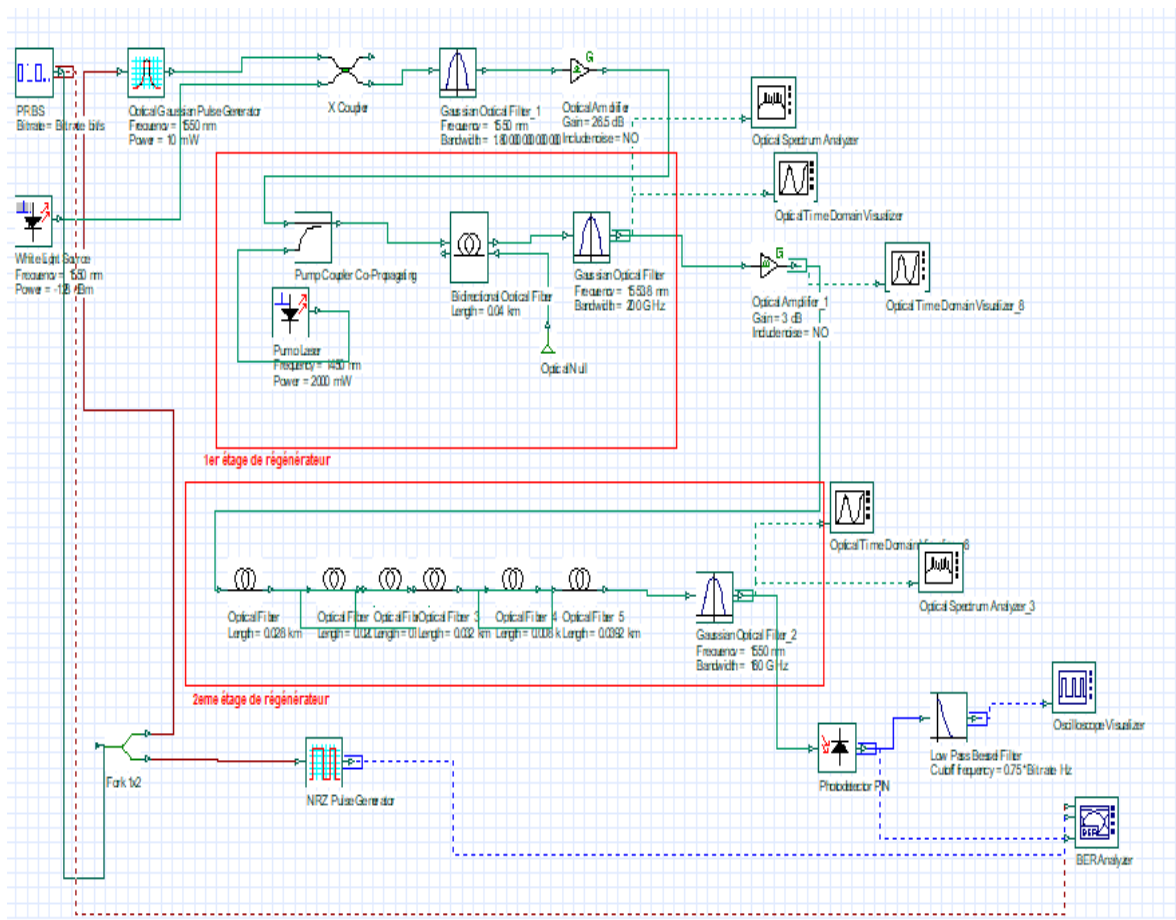 PRBS
Bitrate = Bitrate bit/s
Optical Gaussian Pulse Generator
Frequency = 1550 nm
Power = 10 mW
X Coupler
Gaussian Optical Filter_1
Frequency = 1550 nm
Optical Amplifier
Gain = 26.5 dB
Include noise = NO
Optical Spectrum Analyzer
Optical Time Domain Visualizer
White Light Source
Frequency = 1550 nm
Pump Coupler Co-Propagating
Bidirectional Optical Fiber
Length = 0.04 km
Gaussian Optical Filter
Bandwidth = 200 GHz
Optical Amplifier_1
Gain = 3 dB
Include noise = NO
Optical Time Domain Visualizer_8
Pump Laser
Frequency = 1450 nm
Power = 2000 mW
Optical Null
1er étage de régénérateur
Optical Spectrum Analyzer_3
Optical Fiber
Length = 0.028 km
Optical Fiber 3
Length = 0.032 km
Optical Fiber 4
Optical Fiber 5
Length = 0.0392 km
Gaussian Optical Filter_2
Frequency = 1550 nm
Bandwidth = 160 GHz
2eme étage de régénérateur
Fork 1x2
NRZ Pulse Generator
Photodetector PIN
Low Pass Bessel Filter
Cutoff frequency = 0.75 * Bitrate Hz
Oscilloscope Visualizer
BER Analyzer